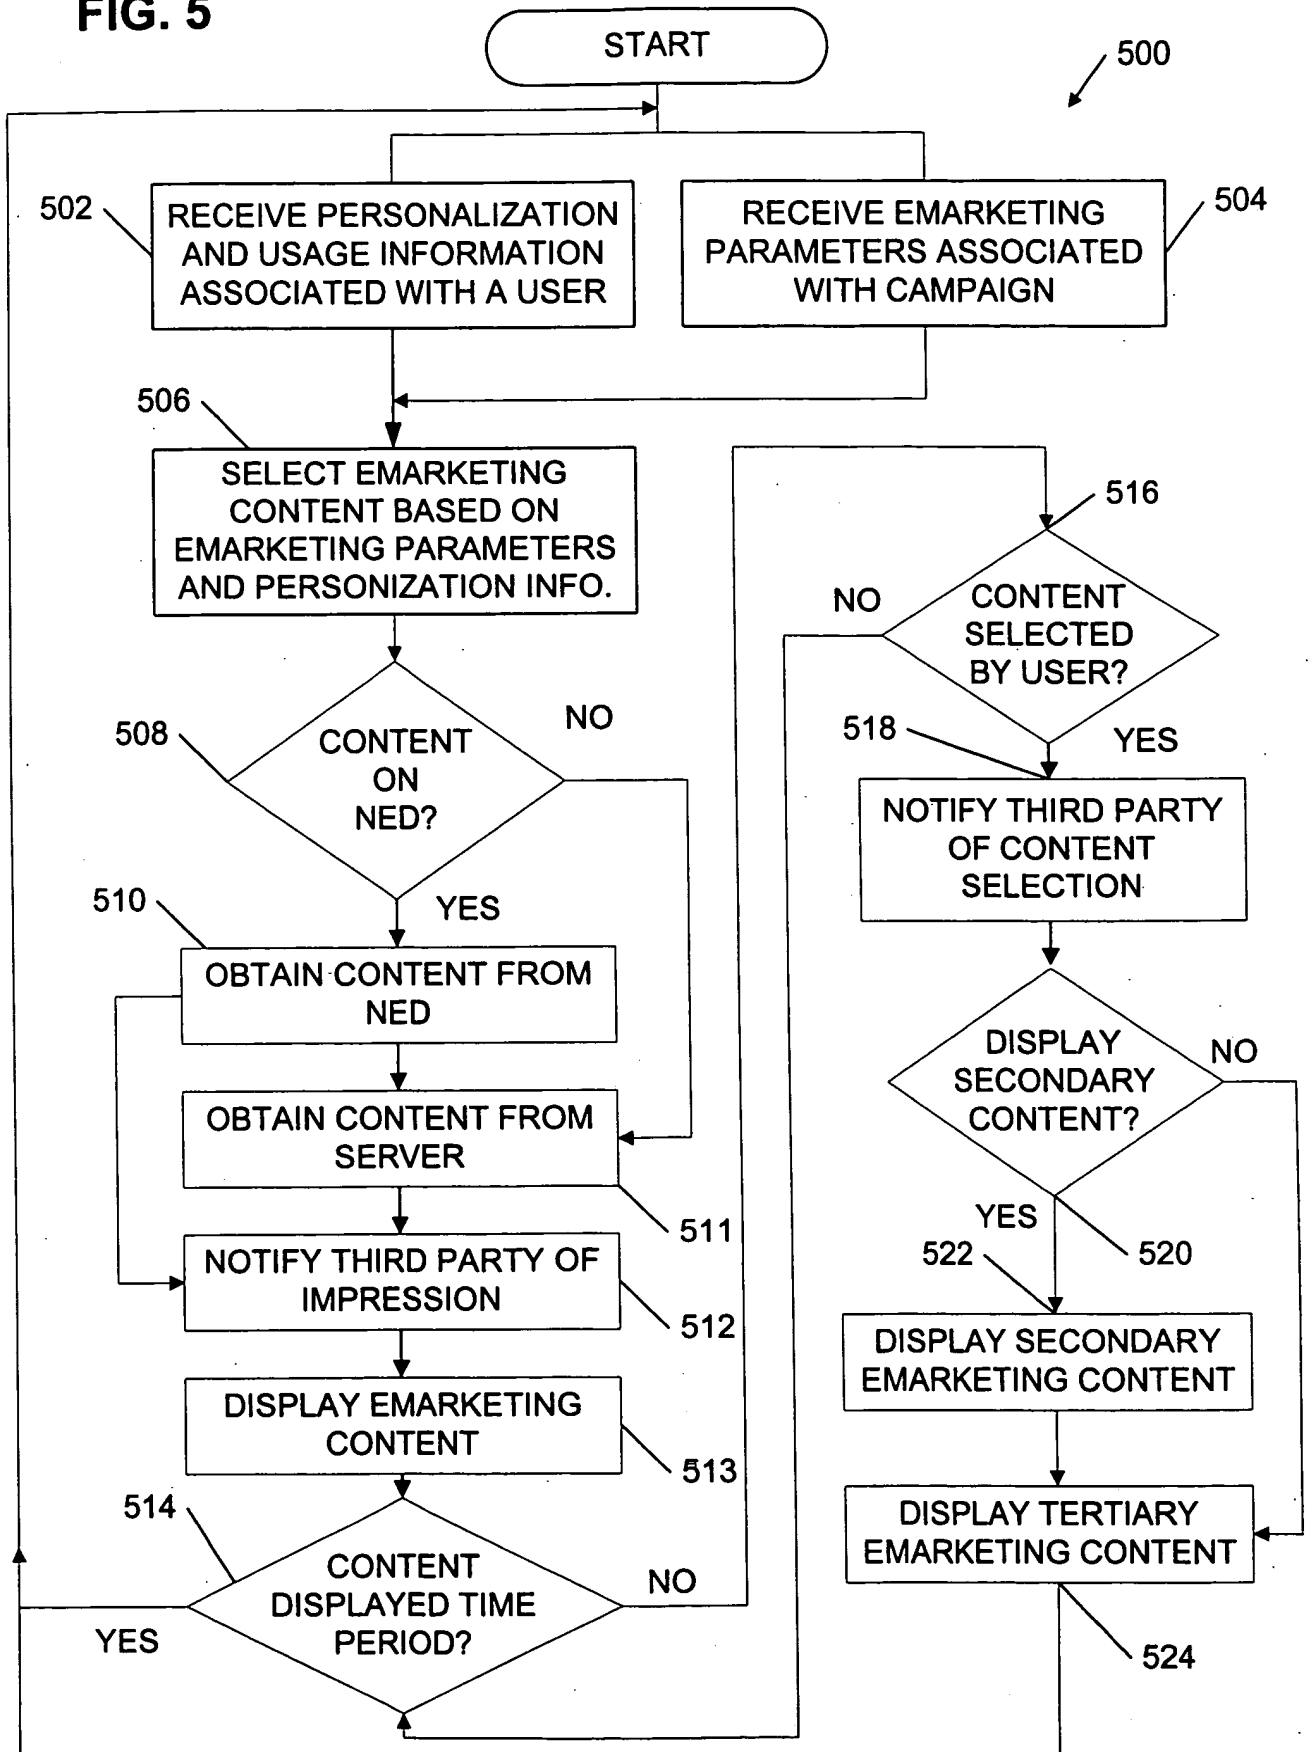 FIG. 5
START
500
502
RECEIVE PERSONALIZATION
AND USAGE INFORMATION
ASSOCIATED WITH A USER
RECEIVE EMARKETING
PARAMETERS ASSOCIATED
WITH CAMPAIGN
504
506
SELECT EMARKETING
CONTENT BASED ON
EMARKETING PARAMETERS
AND PERSONIZATION INFO.
508
CONTENT
ON
NED?
NO
YES
510
OBTAIN CONTENT FROM
NED
OBTAIN CONTENT FROM
SERVER
511
NOTIFY THIRD PARTY OF
IMPRESSION
512
DISPLAY EMARKETING
CONTENT
513
514
CONTENT
DISPLAYED TIME
PERIOD?
NO
YES
516
NO
CONTENT
SELECTED
BY USER?
518
YES
NOTIFY THIRD PARTY
OF CONTENT
SELECTION
DISPLAY
SECONDARY
CONTENT?
NO
YES
520
522
DISPLAY SECONDARY
EMARKETING CONTENT
DISPLAY TERTIARY
EMARKETING CONTENT
524